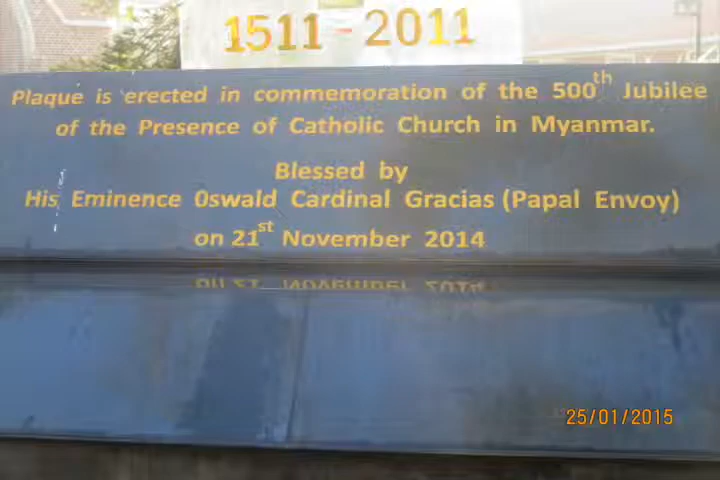 1511 - 2011
Plaque is erected in commemoration of the 500th Jubilee
of the Presence of Catholic Church in Myanmar.
Blessed by
His Eminence Oswald Cardinal Gracias (Papal Envoy)
on 21st November 2014
25/01/2015